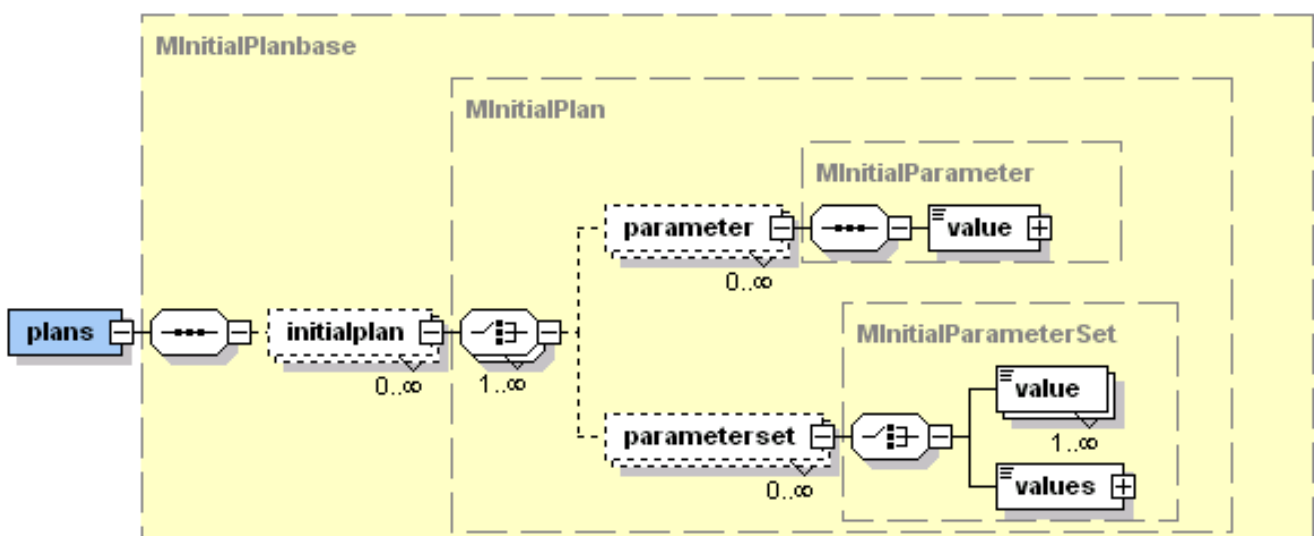 MInitialPlanbase
MInitialPlan
MInitialParameter
parameter
value
0..∞
plans
initialplan
0..∞
1..∞
MInitialParameterSet
value
1..∞
parameterset
0..∞
values